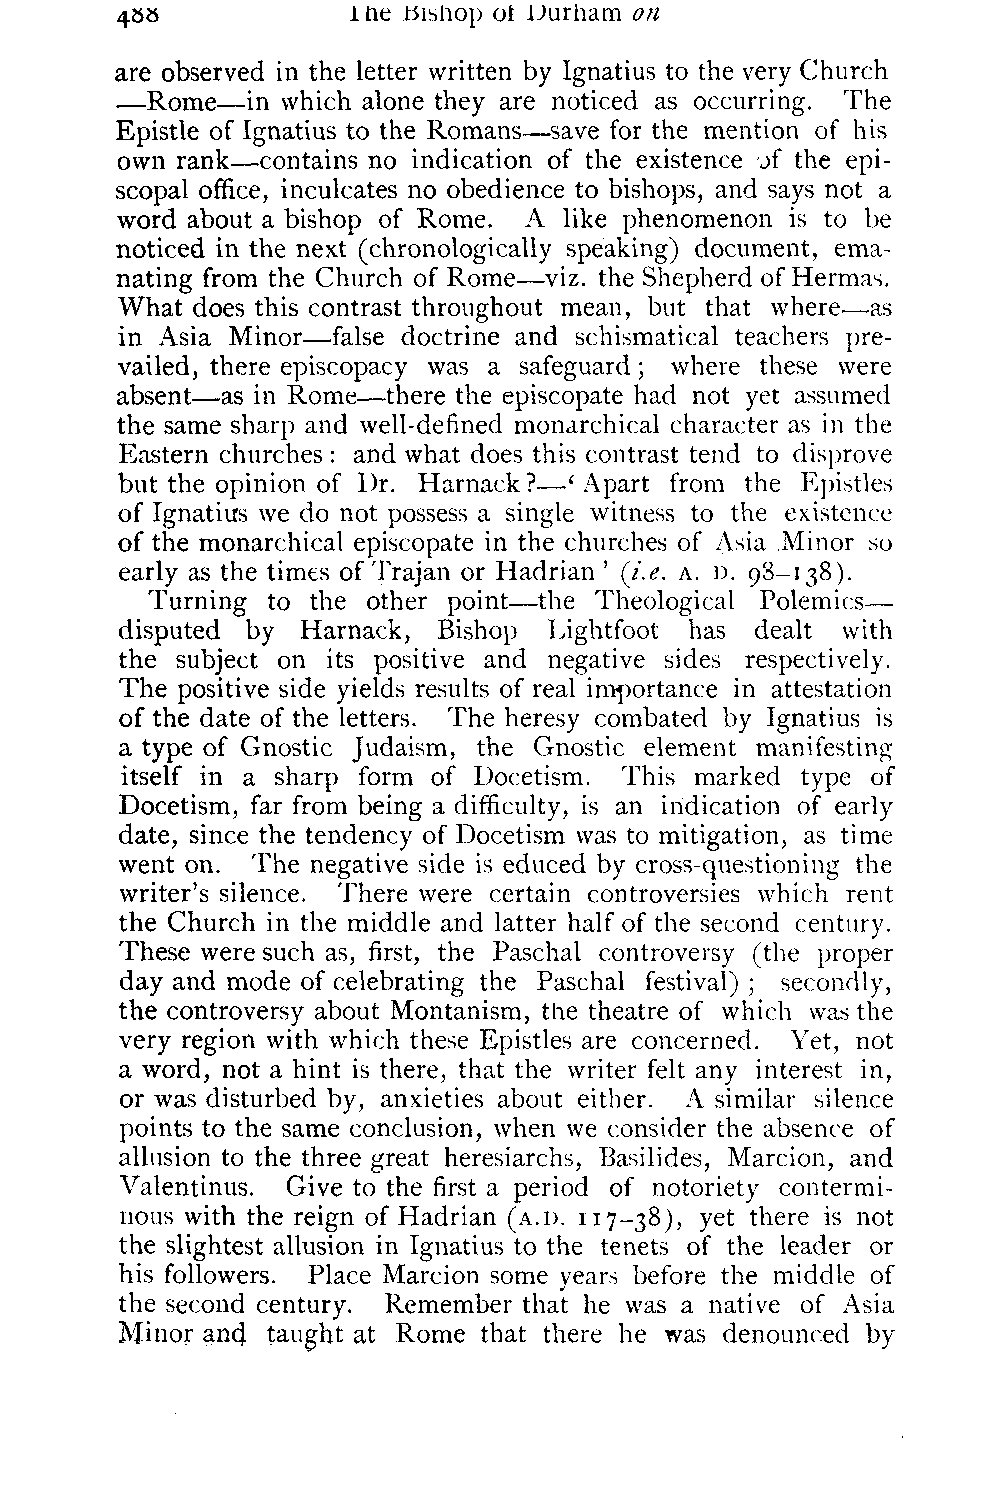 488 The Bishop of Durham on
are observed in the letter written by Ignatius to the very Church
—Rome—in which alone they are noticed as occurring. The
Epistle of Ignatius to the Romans—save for the mention of his
own rank—contains no indication of the existence of the epi-
scopal office, inculcates no obedience to bishops, and says not a
word about a bishop of Rome. A like phenomenon is to be
noticed in the next (chronologically speaking) document, ema-
nating from the Church of Rome—viz. the Shepherd of Hermas.
What does this contrast throughout mean, but that where—as
in Asia Minor—false doctrine and schismatical teachers pre-
vailed, there episcopacy was a safeguard; where these were
absent—as in Rome—there the episcopate had not yet assumed
the same sharp and well-defined monarchical character as in the
Eastern churches: and what does this contrast tend to disprove
but the opinion of Dr. Harnack?—‘Apart from the Epistles
of Ignatius we do not possess a single witness to the existence
of the monarchical episcopate in the churches of Asia Minor so
early as the times of Trajan or Hadrian’ (i.e. A. D. 98–138).
Turning to the other point—the Theological Polemics—
disputed by Harnack, Bishop Lightfoot has dealt with
the subject on its positive and negative sides respectively.
The positive side yields results of real importance in attestation
of the date of the letters. The heresy combated by Ignatius is
a type of Gnostic Judaism, the Gnostic element manifesting
itself in a sharp form of Docetism. This marked type of
Docetism, far from being a difficulty, is an indication of early
date, since the tendency of Docetism was to mitigation, as time
went on. The negative side is educed by cross-questioning the
writer's silence. There were certain controversies which rent
the Church in the middle and latter half of the second century.
These were such as, first, the Paschal controversy (the proper
day and mode of celebrating the Paschal festival); secondly,
the controversy about Montanism, the theatre of which was the
very region with which these Epistles are concerned. Yet, not
a word, not a hint is there, that the writer felt any interest in,
or was disturbed by, anxieties about either. A similar silence
points to the same conclusion, when we consider the absence of
allusion to the three great heresiarchs, Basilides, Marcion, and
Valentinus. Give to the first a period of notoriety contermi-
nous with the reign of Hadrian (A.D. 117–38), yet there is not
the slightest allusion in Ignatius to the tenets of the leader or
his followers. Place Marcion some years before the middle of
the second century. Remember that he was a native of Asia
Minor and taught at Rome that there he was denounced by